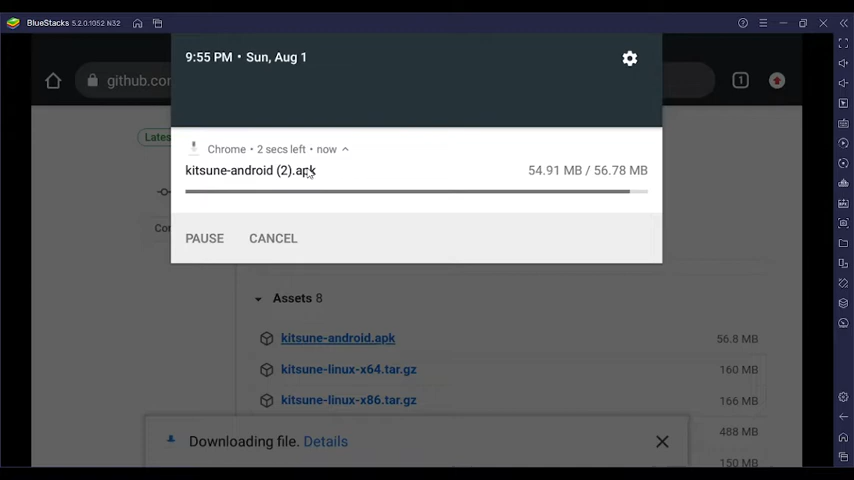 BlueStacks 5.2.0.1052 N32
9:55 PM • Sun, Aug 1
github.com
1
Chrome • 2 secs left • now
kitsune-android (2).apk
54.91 MB / 56.78 MB
PAUSE
CANCEL
Assets 8
kitsune-android.apk
56.8 MB
kitsune-linux-x64.tar.gz
160 MB
kitsune-linux-x86.tar.gz
166 MB
488 MB
Downloading file. Details
150 MB